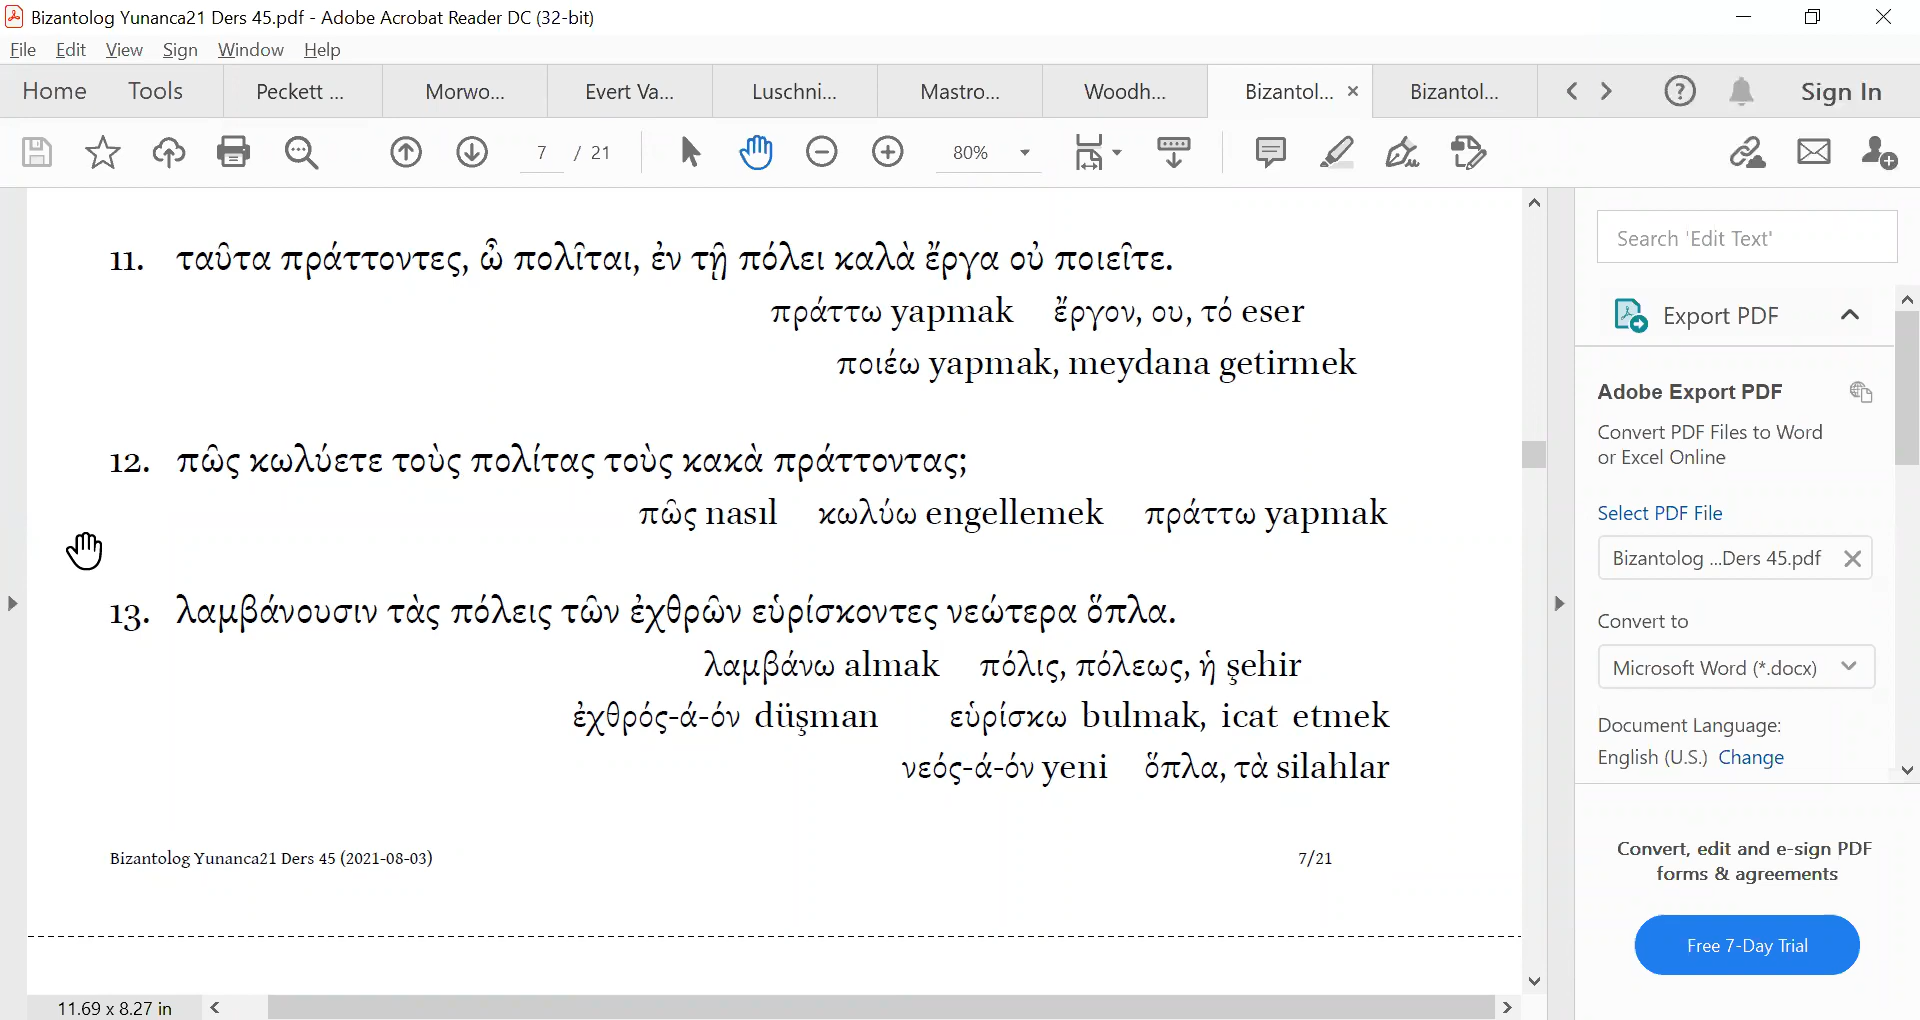 Bizantolog Yunanca21 Ders 45.pdf - Adobe Acrobat Reader DC (32-bit)
File Edit View Sign Window Help
Home Tools Peckett ... Morwo... Evert Va... Luschni... Mastro... Woodh... Bizantol... Bizantol... Sign In
7 / 21 80%
11. ταῦτα πράττοντες, ὦ πολῖται, ἐν τῇ πόλει καλὰ ἔργα οὐ ποιεῖτε.
πράττω yapmak ἔργον, ου, τό eser
ποιέω yapmak, meydana getirmek
12. πῶς κωλύετε τοὺς πολίτας τοὺς κακὰ πράττοντας;
πῶς nasıl κωλύω engellemek πράττω yapmak
13. λαμβάνουσιν τὰς πόλεις τῶν ἐχθρῶν εὑρίσκοντες νεώτερα ὅπλα.
λαμβάνω almak πόλις, πόλεως, ἡ şehir
ἐχθρός-ά-όν düşman εὑρίσκω bulmak, icat etmek
νεός-ά-όν yeni ὅπλα, τὰ silahlar
Bizantolog Yunanca21 Ders 45 (2021-08-03) 7/21
11.69 x 8.27 in
Search 'Edit Text'
Export PDF
Adobe Export PDF
Convert PDF Files to Word
or Excel Online
Select PDF File
Bizantolog ...Ders 45.pdf
Convert to
Microsoft Word (*.docx)
Document Language:
English (U.S.) Change
Convert, edit and e-sign PDF
forms & agreements
Free 7-Day Trial